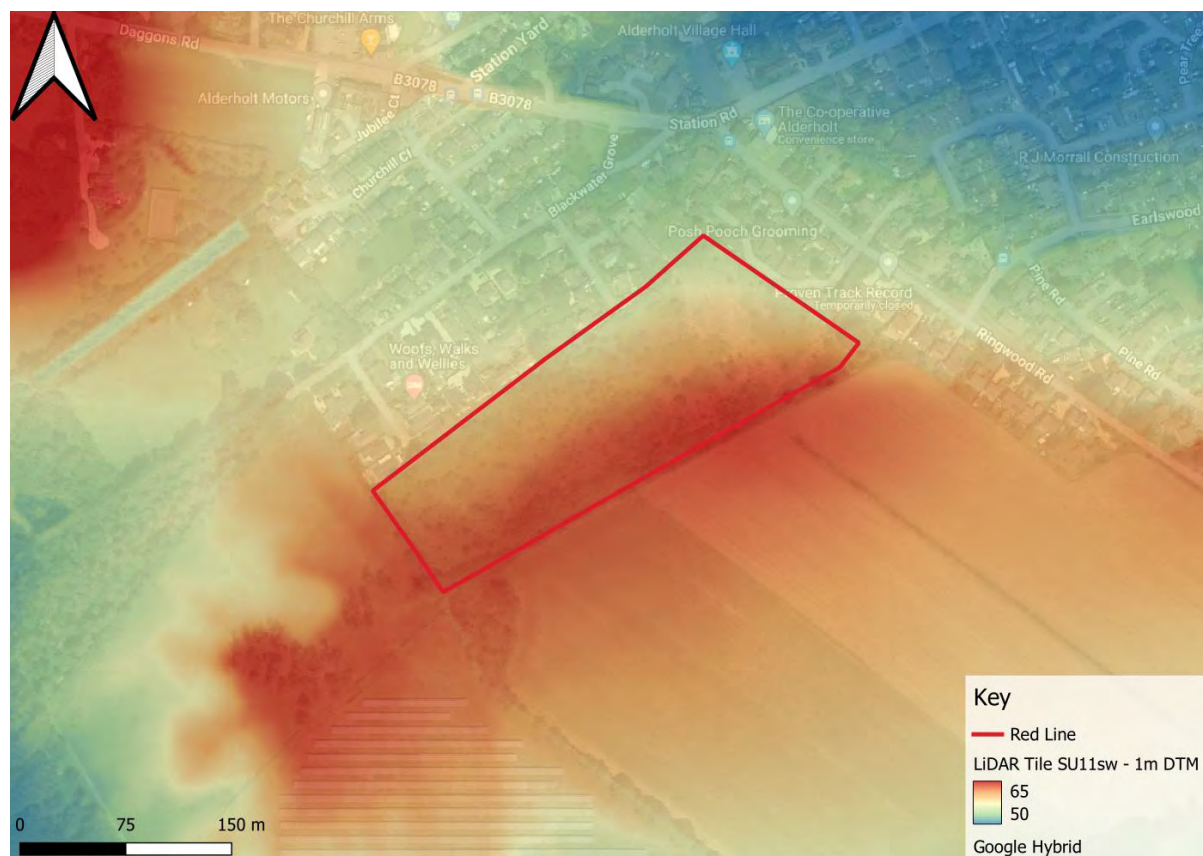 The Churchill Arms
Daggons Rd
Station Yard
Alderholt Village Hall
Pear Tree
B3078
Alderholt Motors
B3078
Jubilee Ct
Station Rd
The Co-operative
Alderholt
Convenience store
Churchill Cl
R J Morrall Construction
Blackwater Grove
Earlswood
Posh Pooch Grooming
Pine Rd
Proven Track Record
Temporarily closed
Woofs, Walks
and Wellies
Ringwood Rd
Pine Rd
Key
Red Line
LiDAR Tile SU11sw - 1m DTM
65
50
Google Hybrid
0 75 150 m